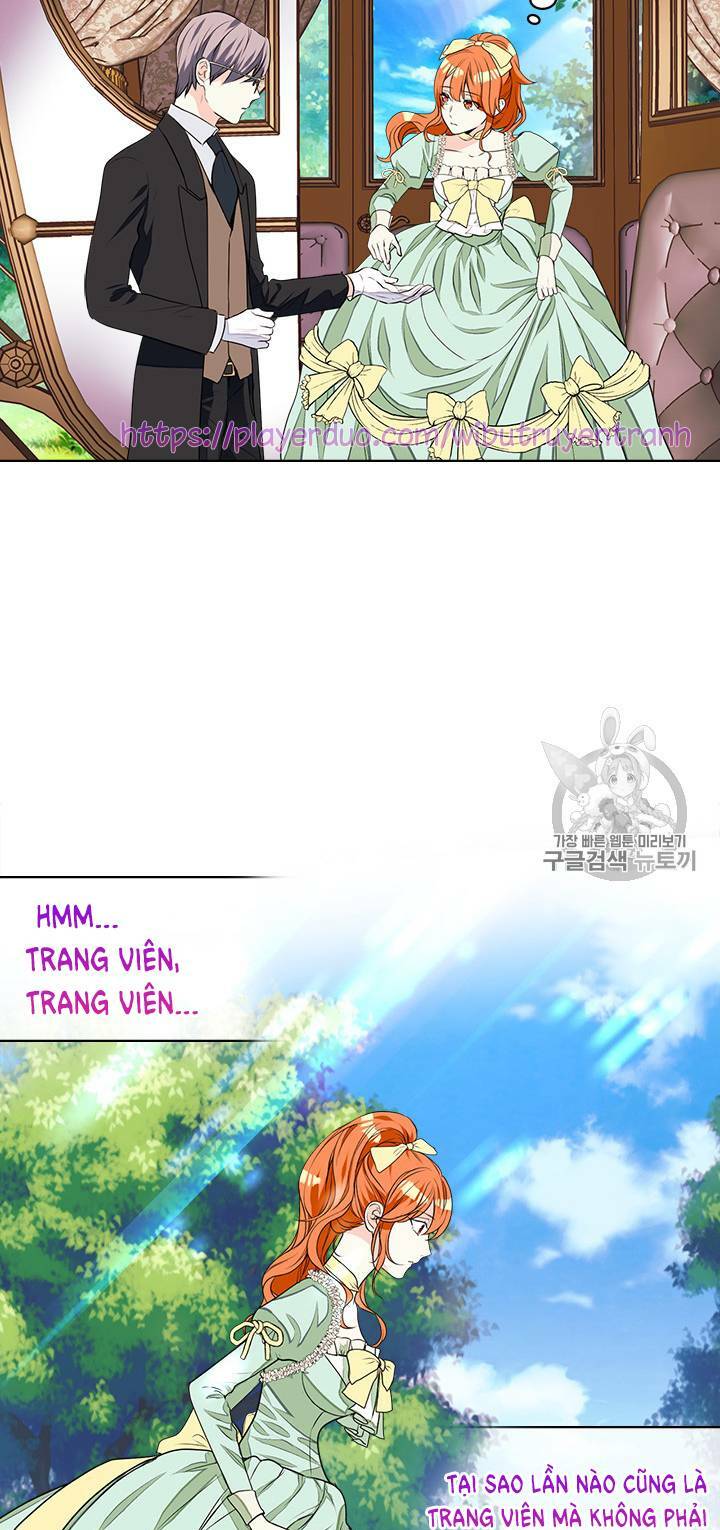 https://playerduo.com/wibutruyentranh
가장 빠른 웹툰 미리보기
구글검색 뉴토끼
HMM...
TRANG VIÊN,
TRANG VIÊN...
TẠI SAO LẦN NÀO CŨNG LÀ
TRANG VIÊN MÀ KHÔNG PHẢI